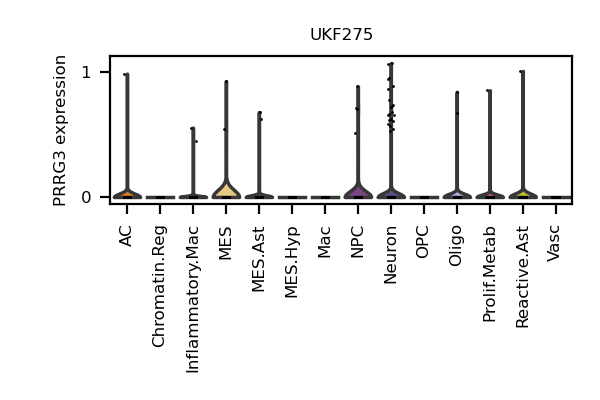 UKF275
PRRG3 expression
1
0
AC
Chromatin.Reg
Inflammatory.Mac
MES
MES.Ast
MES.Hyp
Mac
NPC
Neuron
OPC
Oligo
Prolif.Metab
Reactive.Ast
Vasc